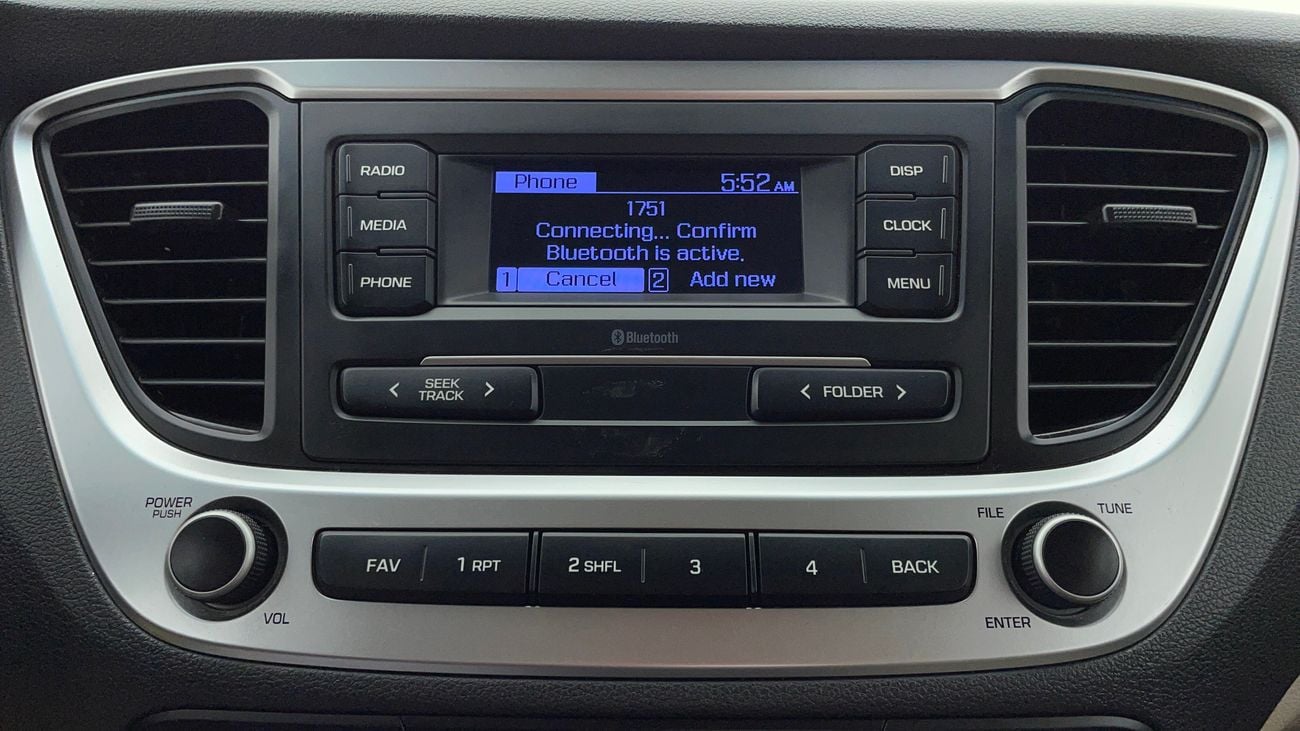 RADIO
MEDIA
PHONE
Phone 5:52 AM
1751
Connecting... Confirm
Bluetooth is active.
1 Cancel 2 Add new
DISP
CLOCK
MENU
Bluetooth
< SEEK TRACK >
< FOLDER >
POWER
PUSH
VOL
FAV
1 RPT
2 SHFL
3
4
BACK
FILE
TUNE
ENTER